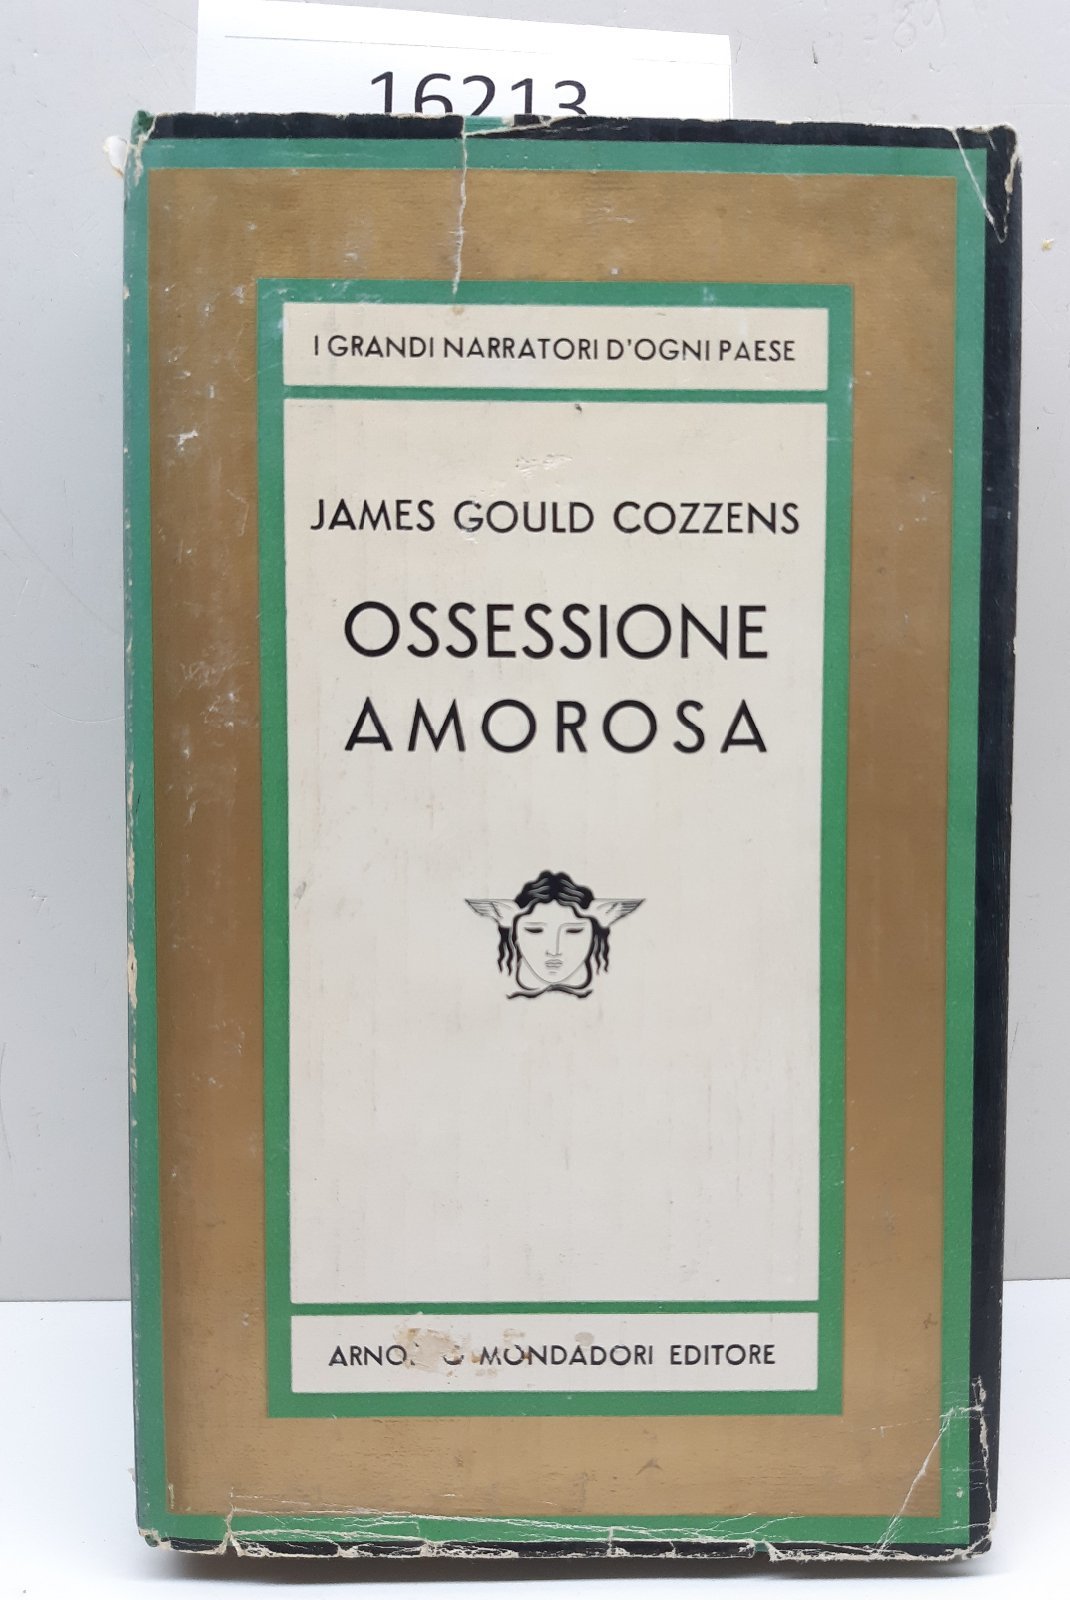 16213
I GRANDI NARRATORI D'OGNI PAESE
JAMES GOULD COZZENS
OSSESSIONE
AMOROSA
MONDADORI EDITORE